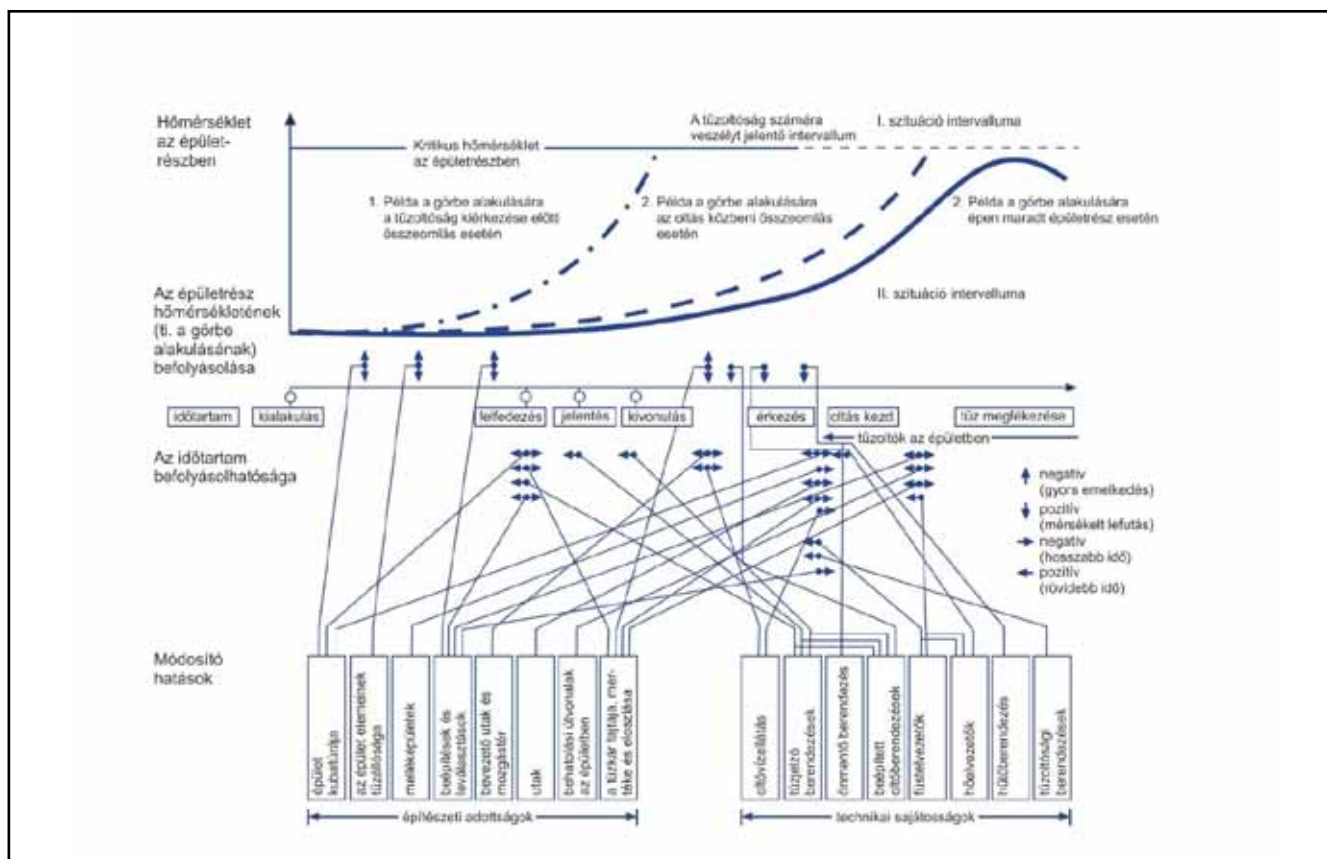 Hőmérséklet
az épület-
részben
Kritikus hőmérséklet
az épületrészben
A tűzoltóság számára
veszélyt jelentő intervallum
I. szituáció intervalluma
1. Példa a görbe alakulására
a tűzoltóság kiérkezése előtti
összeomlás esetén
2. Példa a görbe alakulására
az oltás közbeni összeomlás
esetén
2. Példa a görbe alakulására
épen maradt épületrész esetén
II. szituáció intervalluma
Az épületrész
hőmérsékletének
(ti. a görbe
alakulásának)
befolyásolása
időtartam
kialakulás
felfedezés
jelentés
kivonulás
érkezés
oltás kezd.
tűz megfékezése
tűzoltók az épületben
Az időtartam
befolyásolhatósága
negatív
(gyors emelkedés)
pozitív
(mérsékelt lefutás)
negatív
(hosszabb idő)
pozitív
(rövidebb idő)
Módosító
hatások
épület
kubatúrája
az épület elemeinek
tűzállósága
melléképületek
beépítések és
leválasztások
bevezető utak és
mozgástér
utak
behatolási útvonalak
az épületben
a tűzkár fajtája, mér-
téke és eloszlása
oltóvízellátás
tűzjelző
berendezések
önmentő berendezés
beépített
oltóberendezések
füstelvezetők
hőelvezetők
hűtőberendezés
tűzoltósági
berendezések
építészeti adottságok
technikai sajátosságok